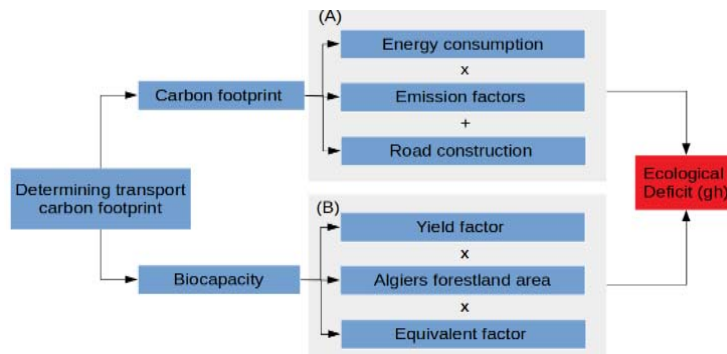 (A)
Energy consumption
x
Carbon footprint
Emission factors
+
Road construction
Determining transport
carbon footprint
Ecological
Deficit (gh)
(B)
Yield factor
x
Biocapacity
Algiers forestland area
x
Equivalent factor